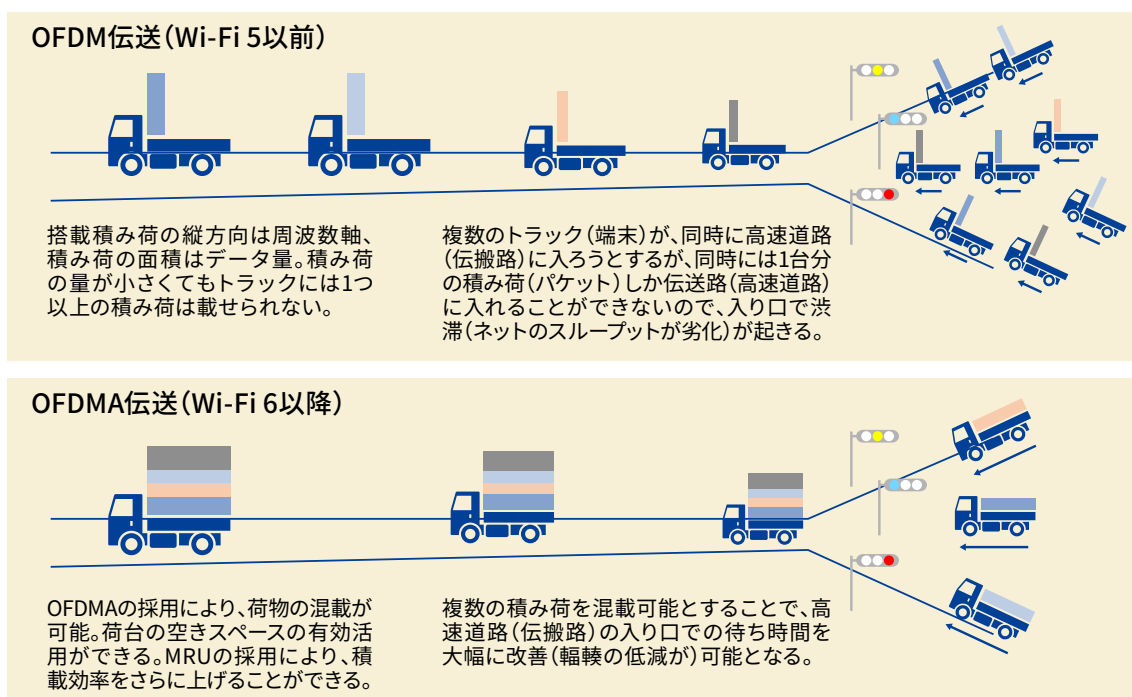 OFDM伝送（Wi-Fi 5以前）
搭載積み荷の縦方向は周波数軸、
積み荷の面積はデータ量。積み荷
の量が小さくてもトラックには1つ
以上の積み荷は載せられない。
複数のトラック（端末）が、同時に高速道路
（伝搬路）に入ろうとするが、同時には1台分
の積み荷（パケット）しか伝送路（高速道路）
に入れることができないので、入り口で渋
滞（ネットのスループットが劣化）が起きる。
OFDMA伝送（Wi-Fi 6以降）
OFDMAの採用により、荷物の混載が
可能。荷台の空きスペースの有効活
用ができる。MRUの採用により、積
載効率をさらに上げることができる。
複数の積み荷を混載可能とすることで、高
速道路（伝搬路）の入り口での待ち時間を
大幅に改善（輻輳の低減が）可能となる。